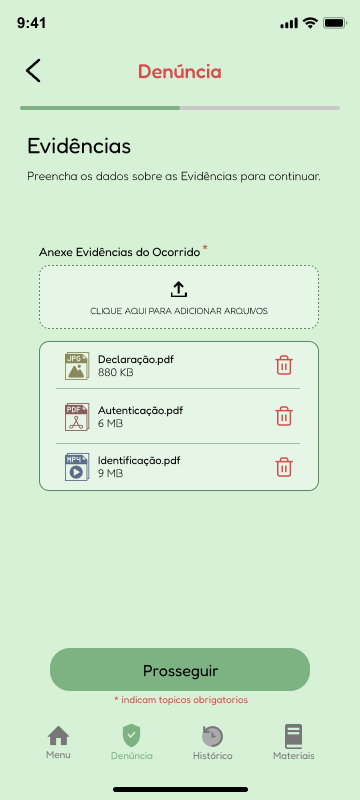 9:41
Denúncia
Evidências
Preencha os dados sobre as Evidências para continuar.
Anexe Evidências do Ocorrido *
CLIQUE AQUI PARA ADICIONAR ARQUIVOS
JPG
Declaração.pdf
880 KB
PDF
Autenticação.pdf
6 MB
MP4
Identificação.pdf
9 MB
Prosseguir
* indicam topicos obrigatorios
Menu
Denúncia
Histórico
Materiais